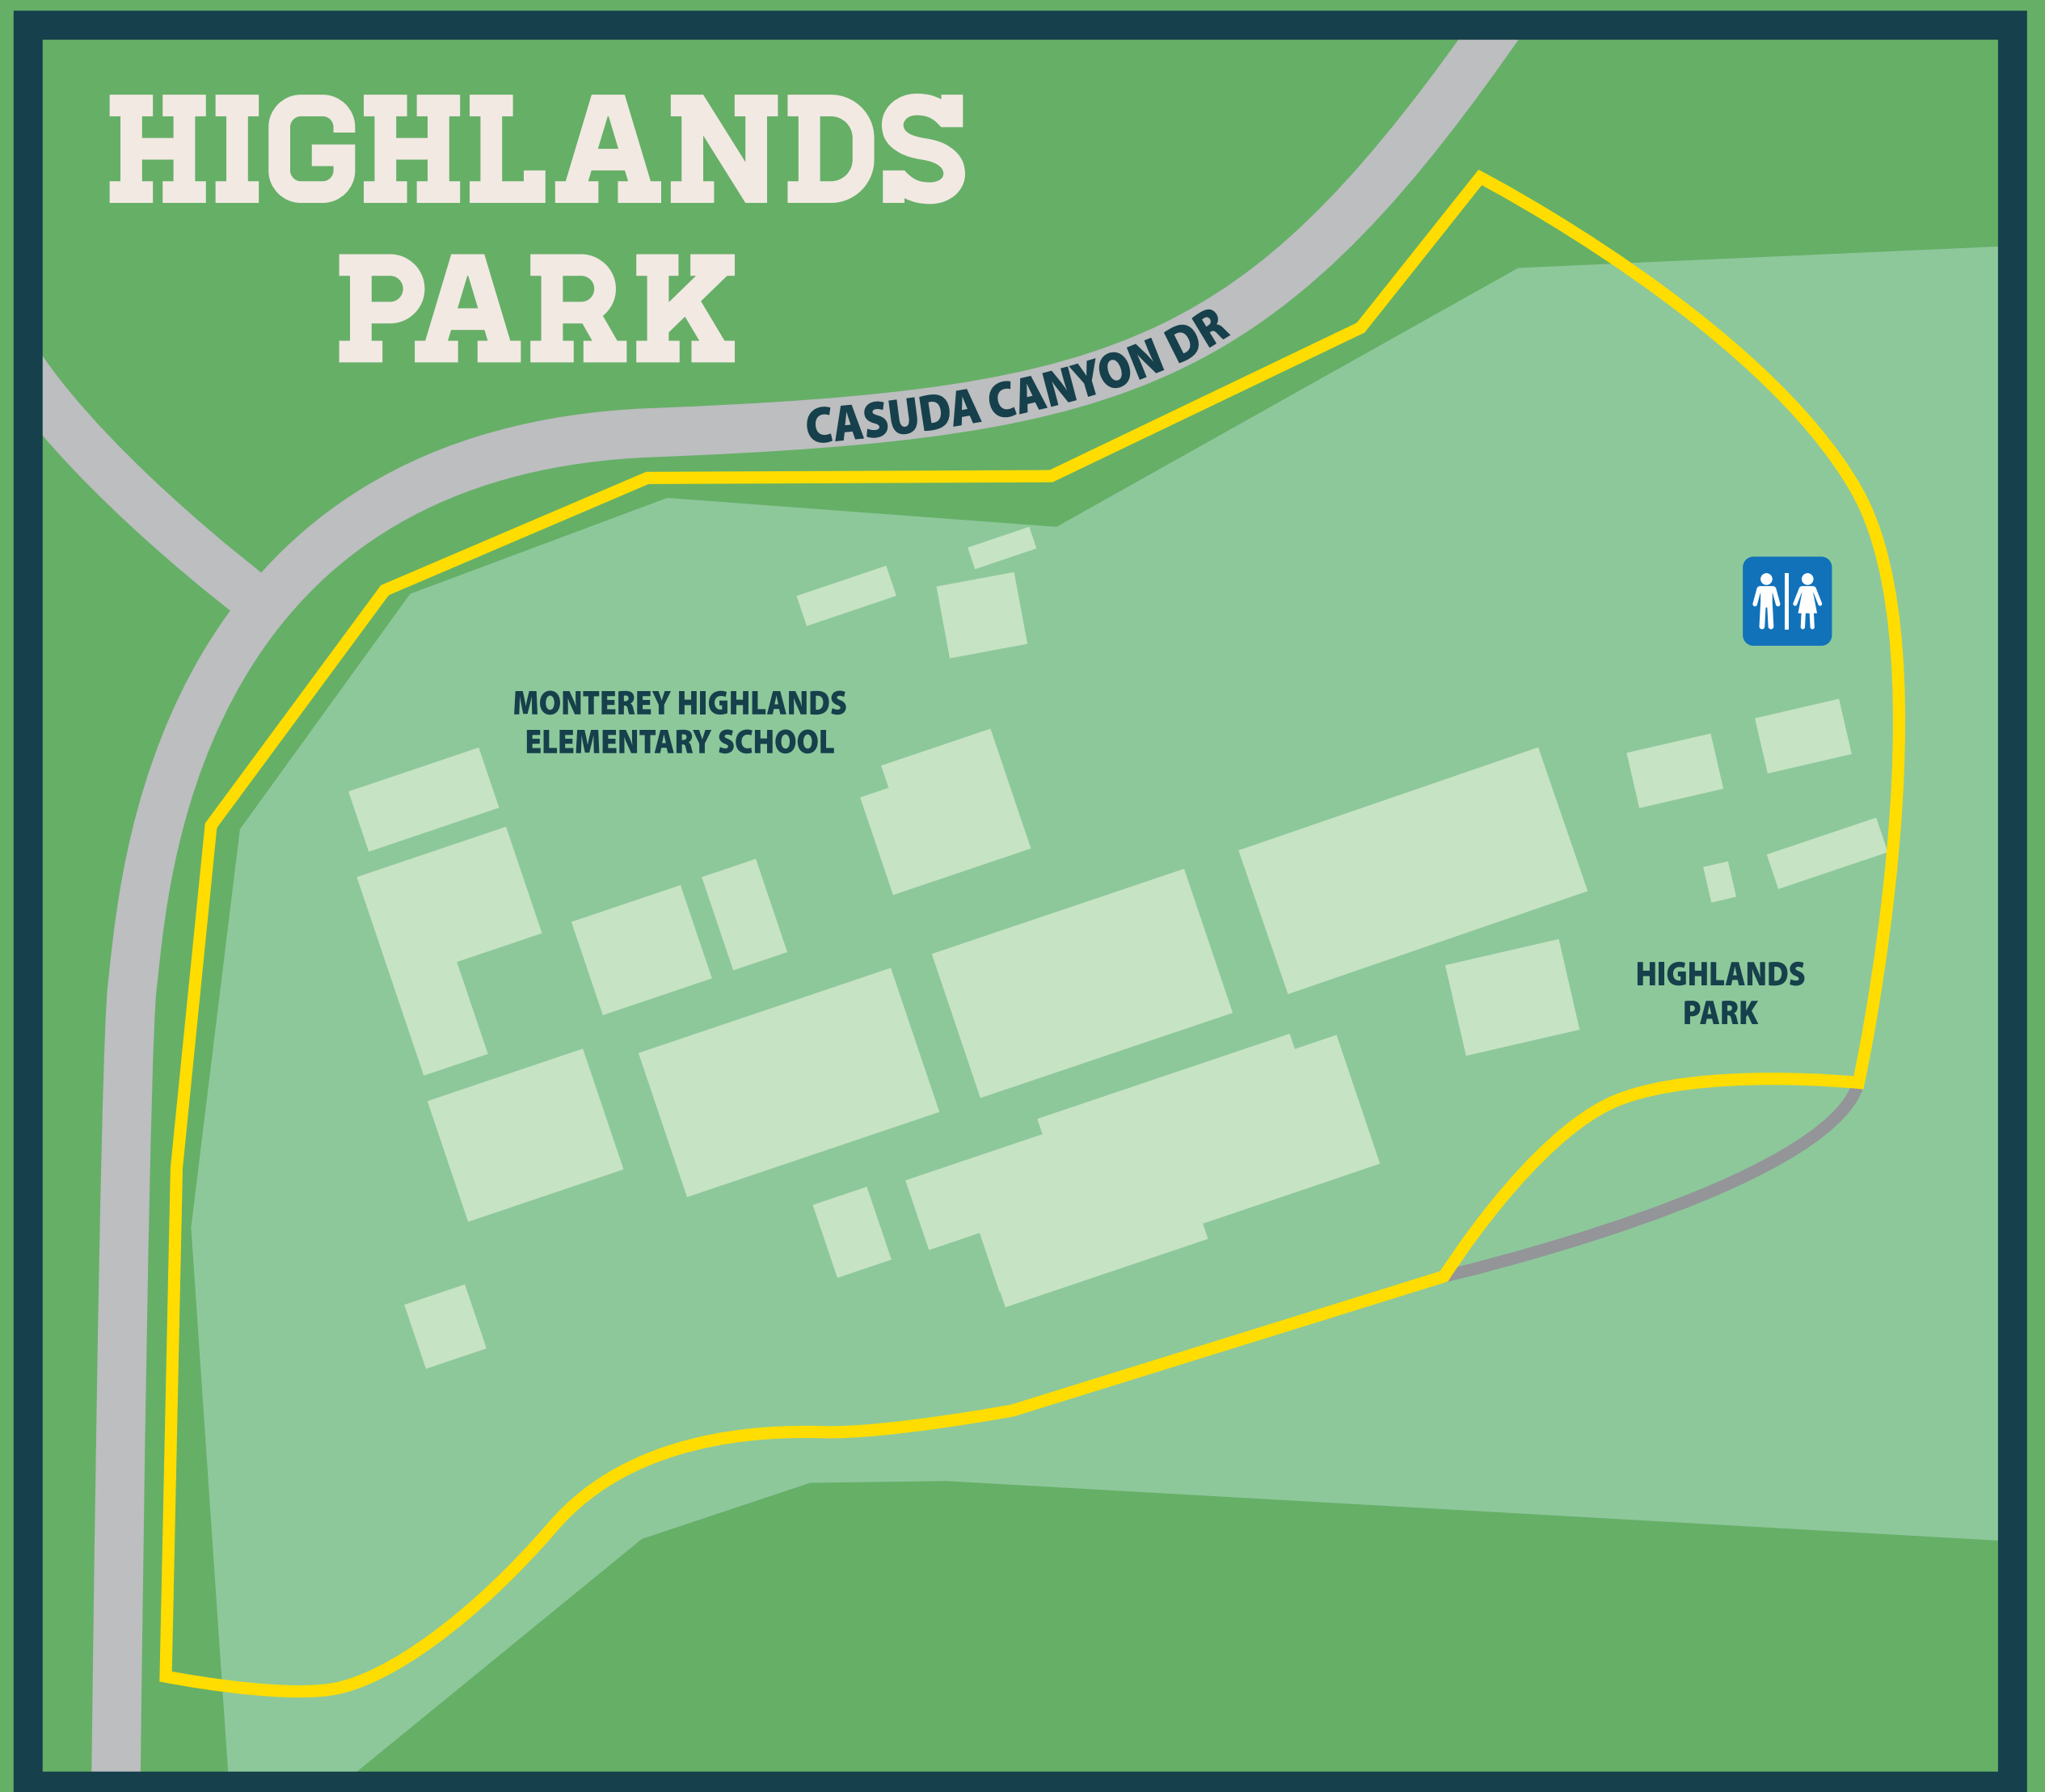 HIGHLANDS
PARK
CASUDA CANYON DR
MONTEREY HIGHLANDS
ELEMENTARY SCHOOL
HIGHLANDS
PARK